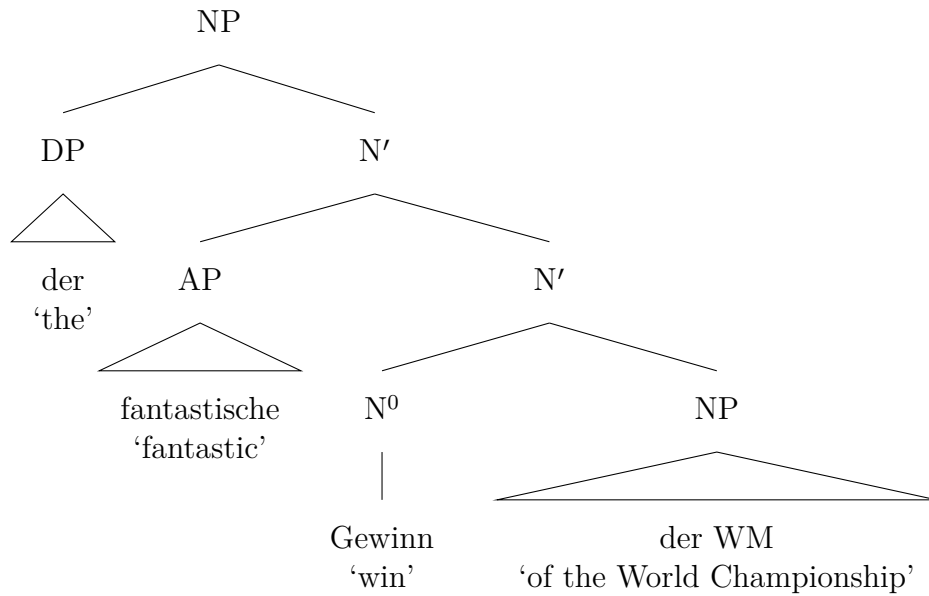 NP
DP N′
der
‘the’
AP N′
fantastische
‘fantastic’
N⁰ NP
Gewinn
‘win’
der WM
‘of the World Championship’